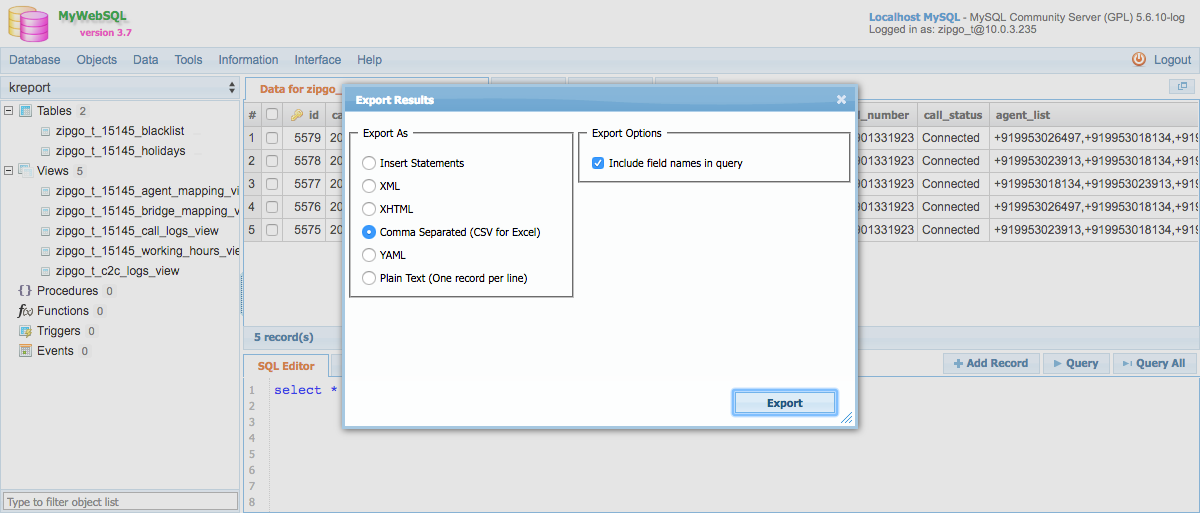 MyWebSQL
version 3.7
Localhost MySQL - MySQL Community Server (GPL) 5.6.10-log
Logged in as: zipgo_t@10.0.3.235
Database Objects Data Tools Information Interface Help Logout
kreport
Tables 2
zipgo_t_15145_blacklist
zipgo_t_15145_holidays
Views 5
zipgo_t_15145_agent_mapping_vi
zipgo_t_15145_bridge_mapping_v
zipgo_t_15145_call_logs_view
zipgo_t_15145_working_hours_vie
zipgo_t_c2c_logs_view
{} Procedures 0
f(x) Functions 0
Triggers 0
Events 0
Type to filter object list
Data for zipgo_
# id ca l_number call_status agent_list
1 5579 20 901331923 Connected +919953026497,+919953018134,+919
2 5578 20 901331923 Connected +919953023913,+919953018134,+919
3 5577 20 901331923 Connected +919953018134,+919953023913,+919
4 5576 20 901331923 Connected +919953026497,+919953018134,+919
5 5575 20 901331923 Connected +919953023913,+919953018134,+919
5 record(s)
Export Results
Export As
Insert Statements
XML
XHTML
Comma Separated (CSV for Excel)
YAML
Plain Text (One record per line)
Export Options
Include field names in query
Export
SQL Editor
Add Record Query Query All
1 select *
2
3
4
5
6
7
8